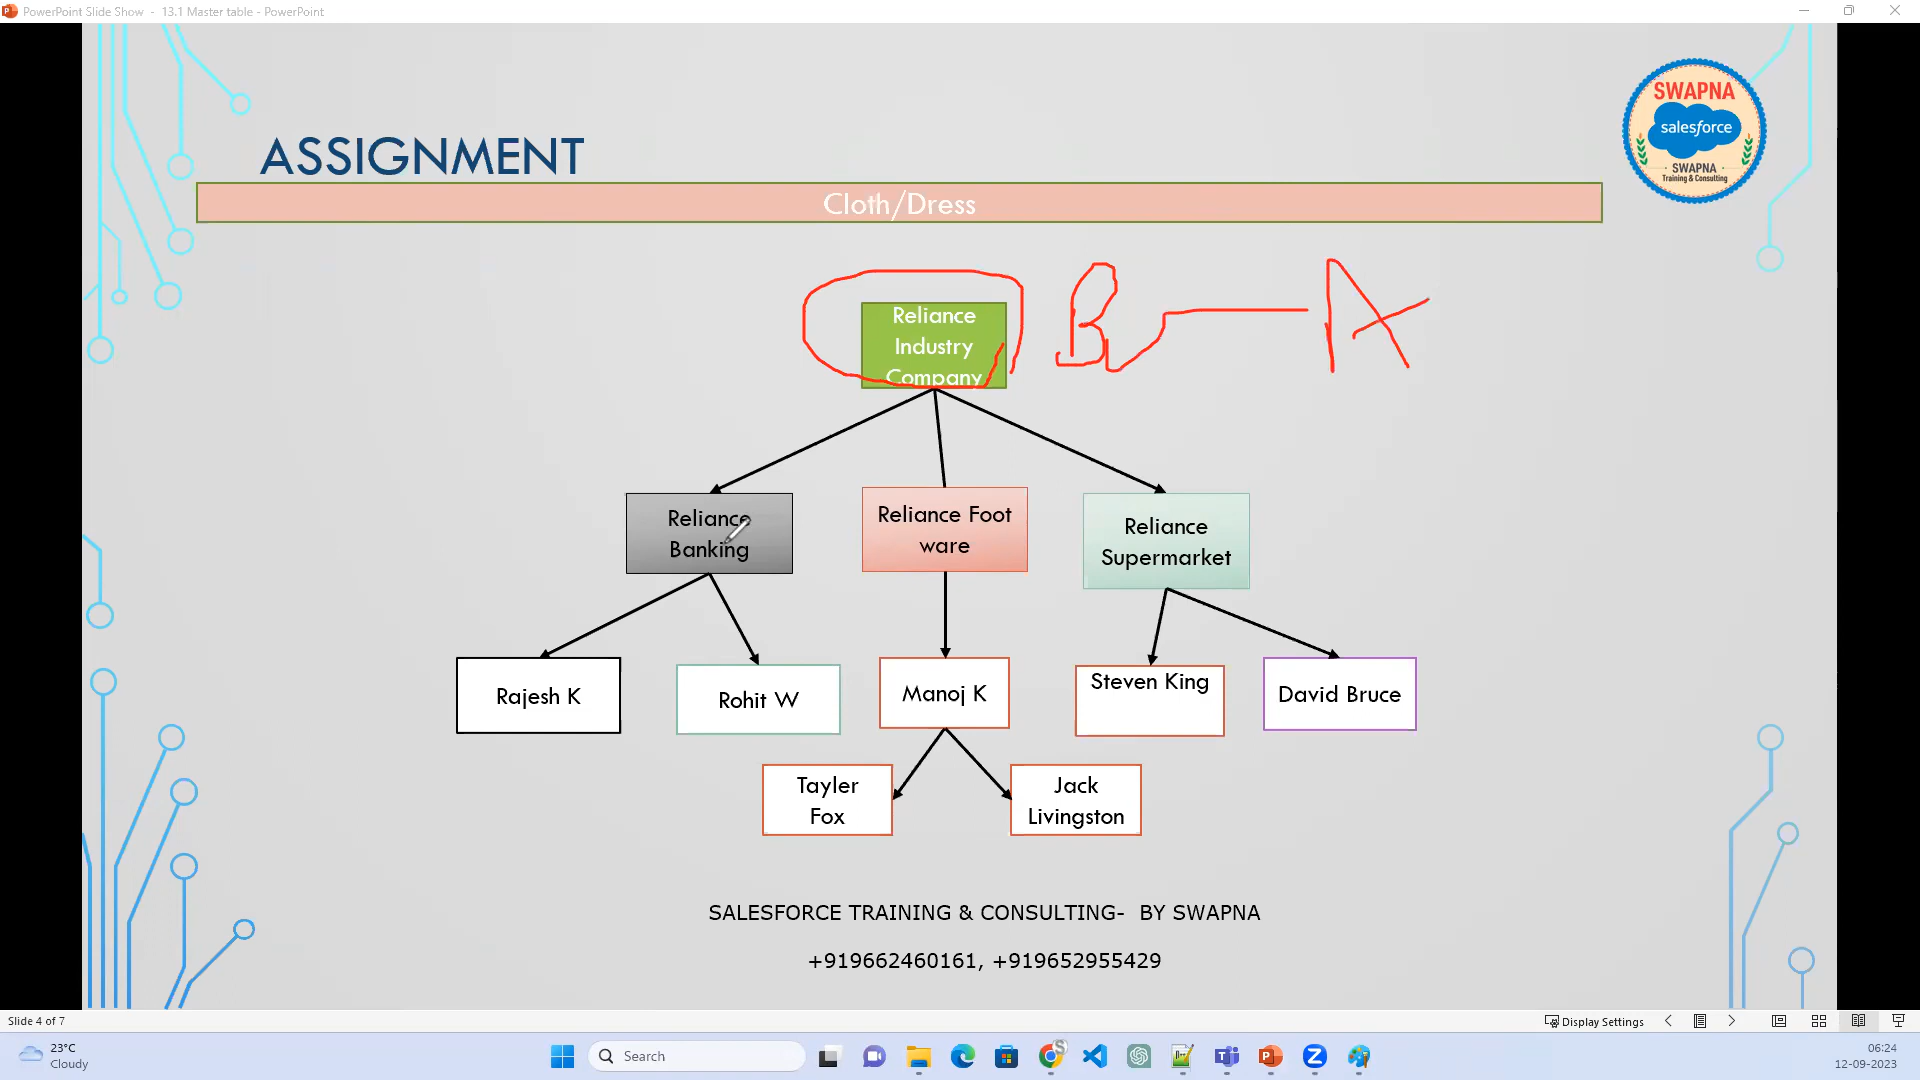 PowerPoint Slide Show - 13.1 Master table - PowerPoint
SWAPNA
salesforce
SWAPNA
Training & Consulting
ASSIGNMENT
Cloth/Dress
Reliance
Industry
Company
B A
Reliance
Banking
Reliance Foot
ware
Reliance
Supermarket
Rajesh K
Rohit W
Manoj K
Steven King
David Bruce
Tayler
Fox
Jack
Livingston
SALESFORCE TRAINING & CONSULTING- BY SWAPNA
+919662460161, +919652955429
Slide 4 of 7
Display Settings
23°C
Cloudy
Search
06:24
12-09-2023